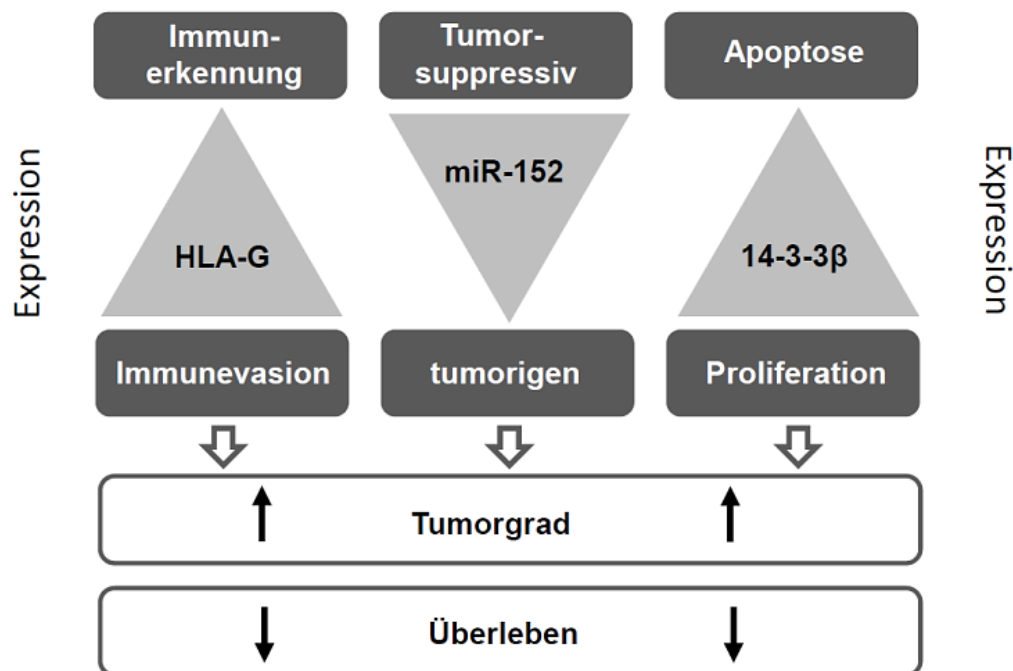 Immun-
erkennung
Tumor-
suppressiv
Apoptose
Expression
HLA-G
miR-152
14-3-3β
Expression
Immunevasion
tumorigen
Proliferation
Tumorgrad
Überleben